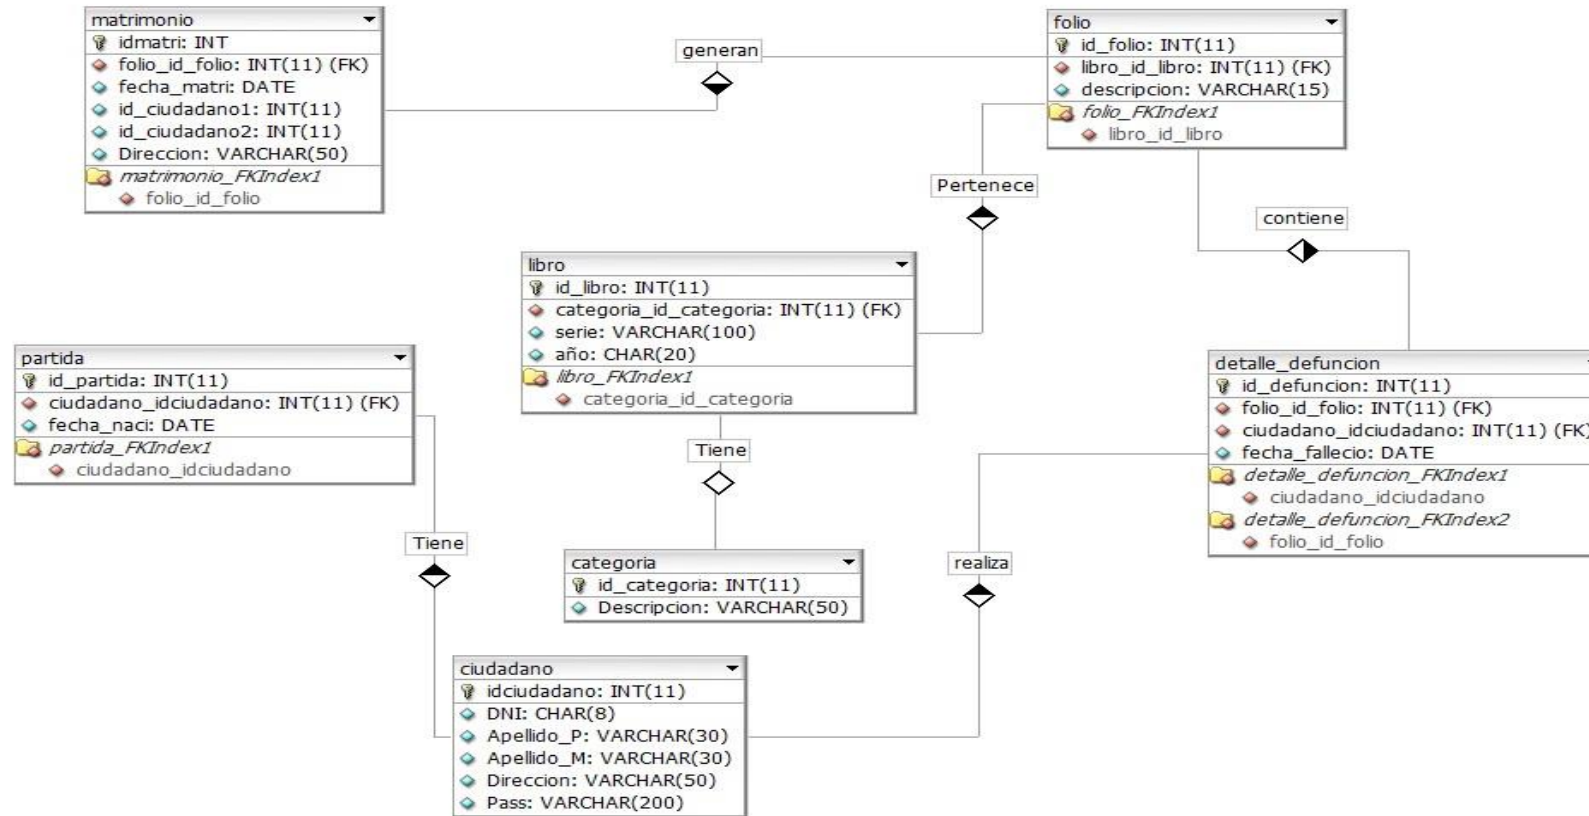 matrimonio
idmatri: INT
folio_id_folio: INT(11) (FK)
fecha_matri: DATE
id_ciudadano1: INT(11)
id_ciudadano2: INT(11)
Direccion: VARCHAR(50)
matrimonio_FKIndex1
folio_id_folio
generan
folio
id_folio: INT(11)
libro_id_libro: INT(11) (FK)
descripcion: VARCHAR(15)
folio_FKIndex1
libro_id_libro
Pertenece
contiene
libro
id_libro: INT(11)
categoria_id_categoria: INT(11) (FK)
serie: VARCHAR(100)
año: CHAR(20)
libro_FKIndex1
categoria_id_categoria
partida
id_partida: INT(11)
ciudadano_idciudadano: INT(11) (FK)
fecha_naci: DATE
partida_FKIndex1
ciudadano_idciudadano
detalle_defuncion
id_defuncion: INT(11)
folio_id_folio: INT(11) (FK)
ciudadano_idciudadano: INT(11) (FK)
fecha_fallecio: DATE
detalle_defuncion_FKIndex1
ciudadano_idciudadano
detalle_defuncion_FKIndex2
folio_id_folio
Tiene
Tiene
realiza
categoria
id_categoria: INT(11)
Descripcion: VARCHAR(50)
ciudadano
idciudadano: INT(11)
DNI: CHAR(8)
Apellido_P: VARCHAR(30)
Apellido_M: VARCHAR(30)
Direccion: VARCHAR(50)
Pass: VARCHAR(200)